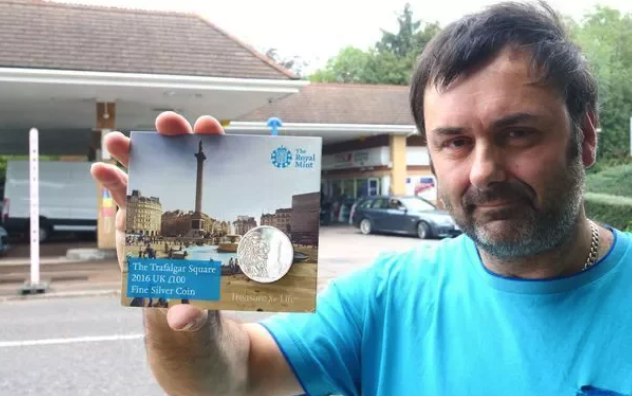 The
Royal
Mint
The Trafalgar Square
2016 UK £100
Fine Silver Coin
Treasure for Life